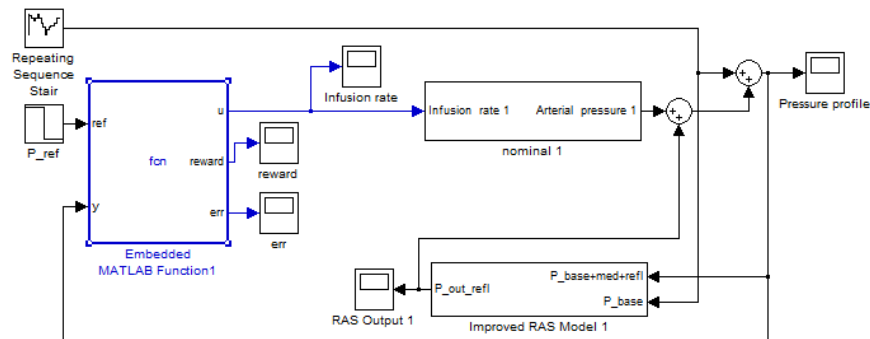 Repeating
Sequence
Stair
P_ref
ref
y
fcn
u
reward
err
Embedded
MATLAB Function1
Infusion rate
reward
err
Infusion rate 1
Arterial pressure 1
nominal 1
+
+
+
+
Pressure profile
RAS Output 1
P_out_refl
P_base+med+refl
P_base
Improved RAS Model 1